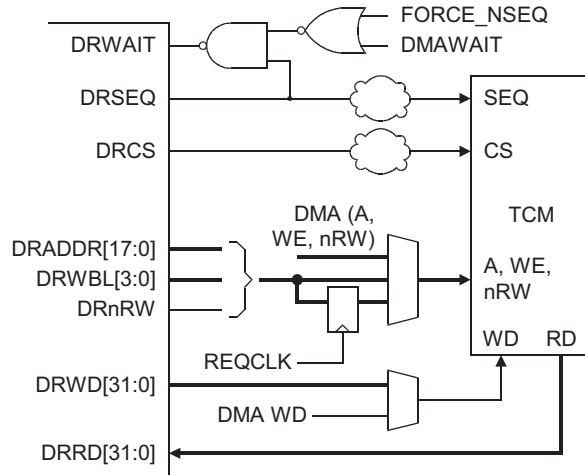 FORCE_NSEQ
DRWAIT
DMAWAIT
DRSEQ
SEQ
DRCS
CS
DMA (A,
WE, nRW)
TCM
DRADDR[17:0]
DRWBL[3:0]
A, WE,
nRW
DRnRW
WD RD
REQCLK
DRWD[31:0]
DMA WD
DRRD[31:0]